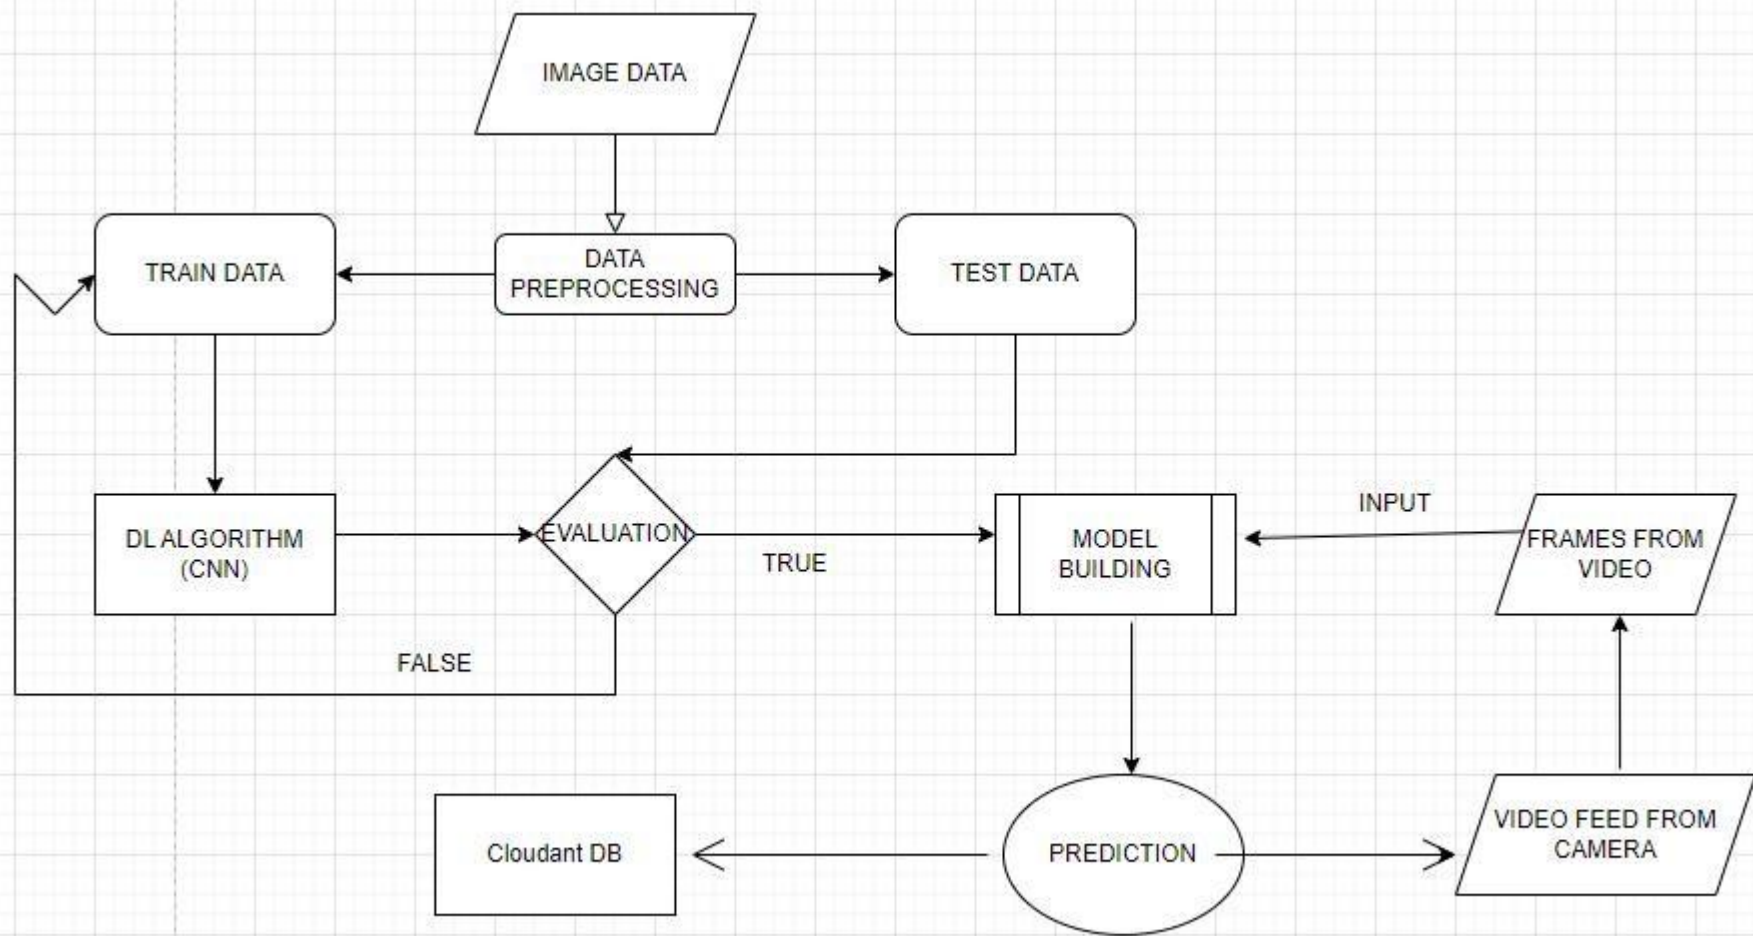 IMAGE DATA
TRAIN DATA
DATA
PREPROCESSING
TEST DATA
DL ALGORITHM
(CNN)
EVALUATION
TRUE
MODEL
BUILDING
INPUT
FRAMES FROM
VIDEO
FALSE
Cloudant DB
PREDICTION
VIDEO FEED FROM
CAMERA